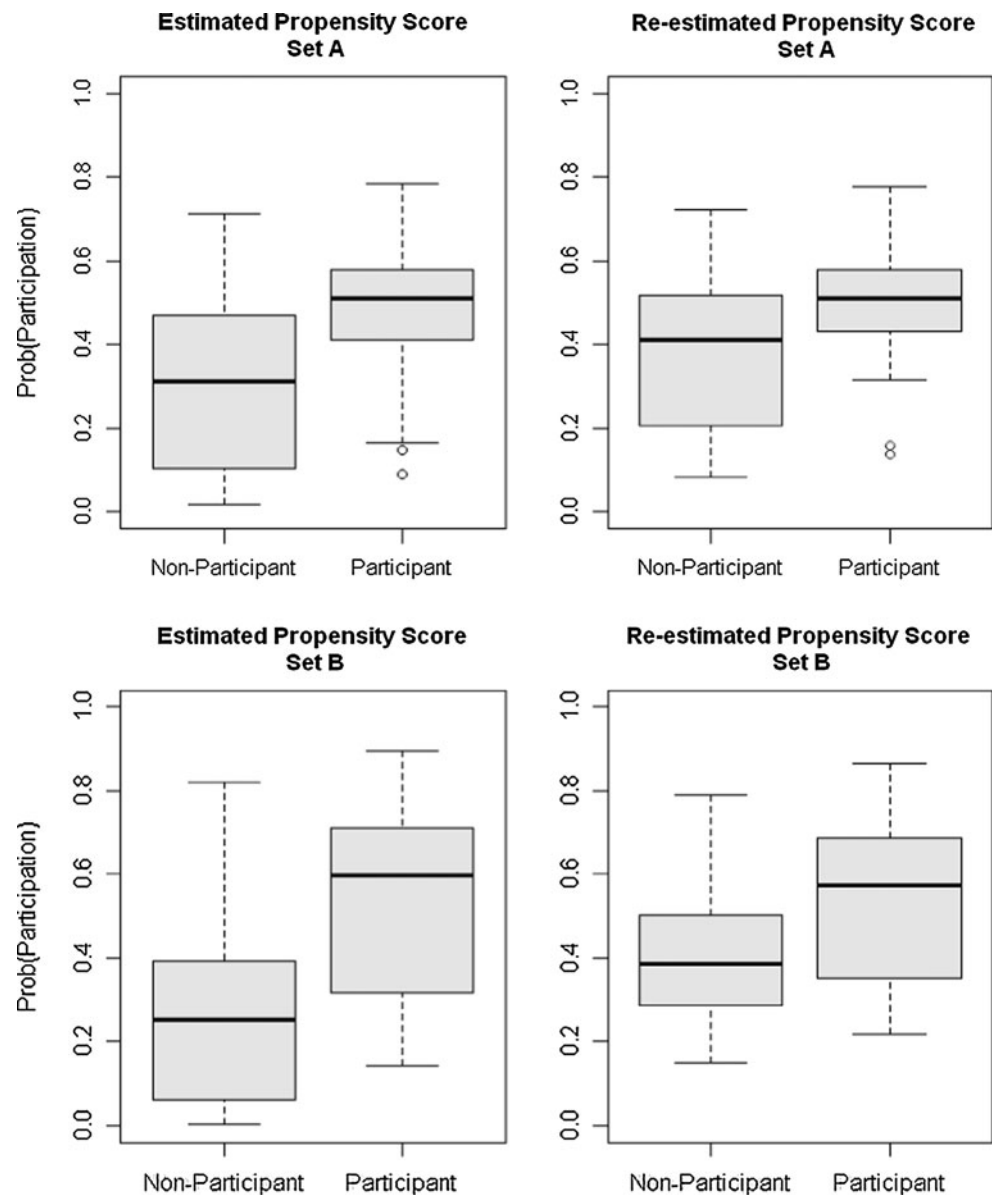 Estimated Propensity Score
Set A
Prob(Participation)
1.0
0.8
0.6
0.4
0.2
0.0
Non-Participant Participant
Re-estimated Propensity Score
Set A
1.0
0.8
0.6
0.4
0.2
0.0
Non-Participant Participant
Estimated Propensity Score
Set B
Prob(Participation)
1.0
0.8
0.6
0.4
0.2
0.0
Non-Participant Participant
Re-estimated Propensity Score
Set B
1.0
0.8
0.6
0.4
0.2
0.0
Non-Participant Participant